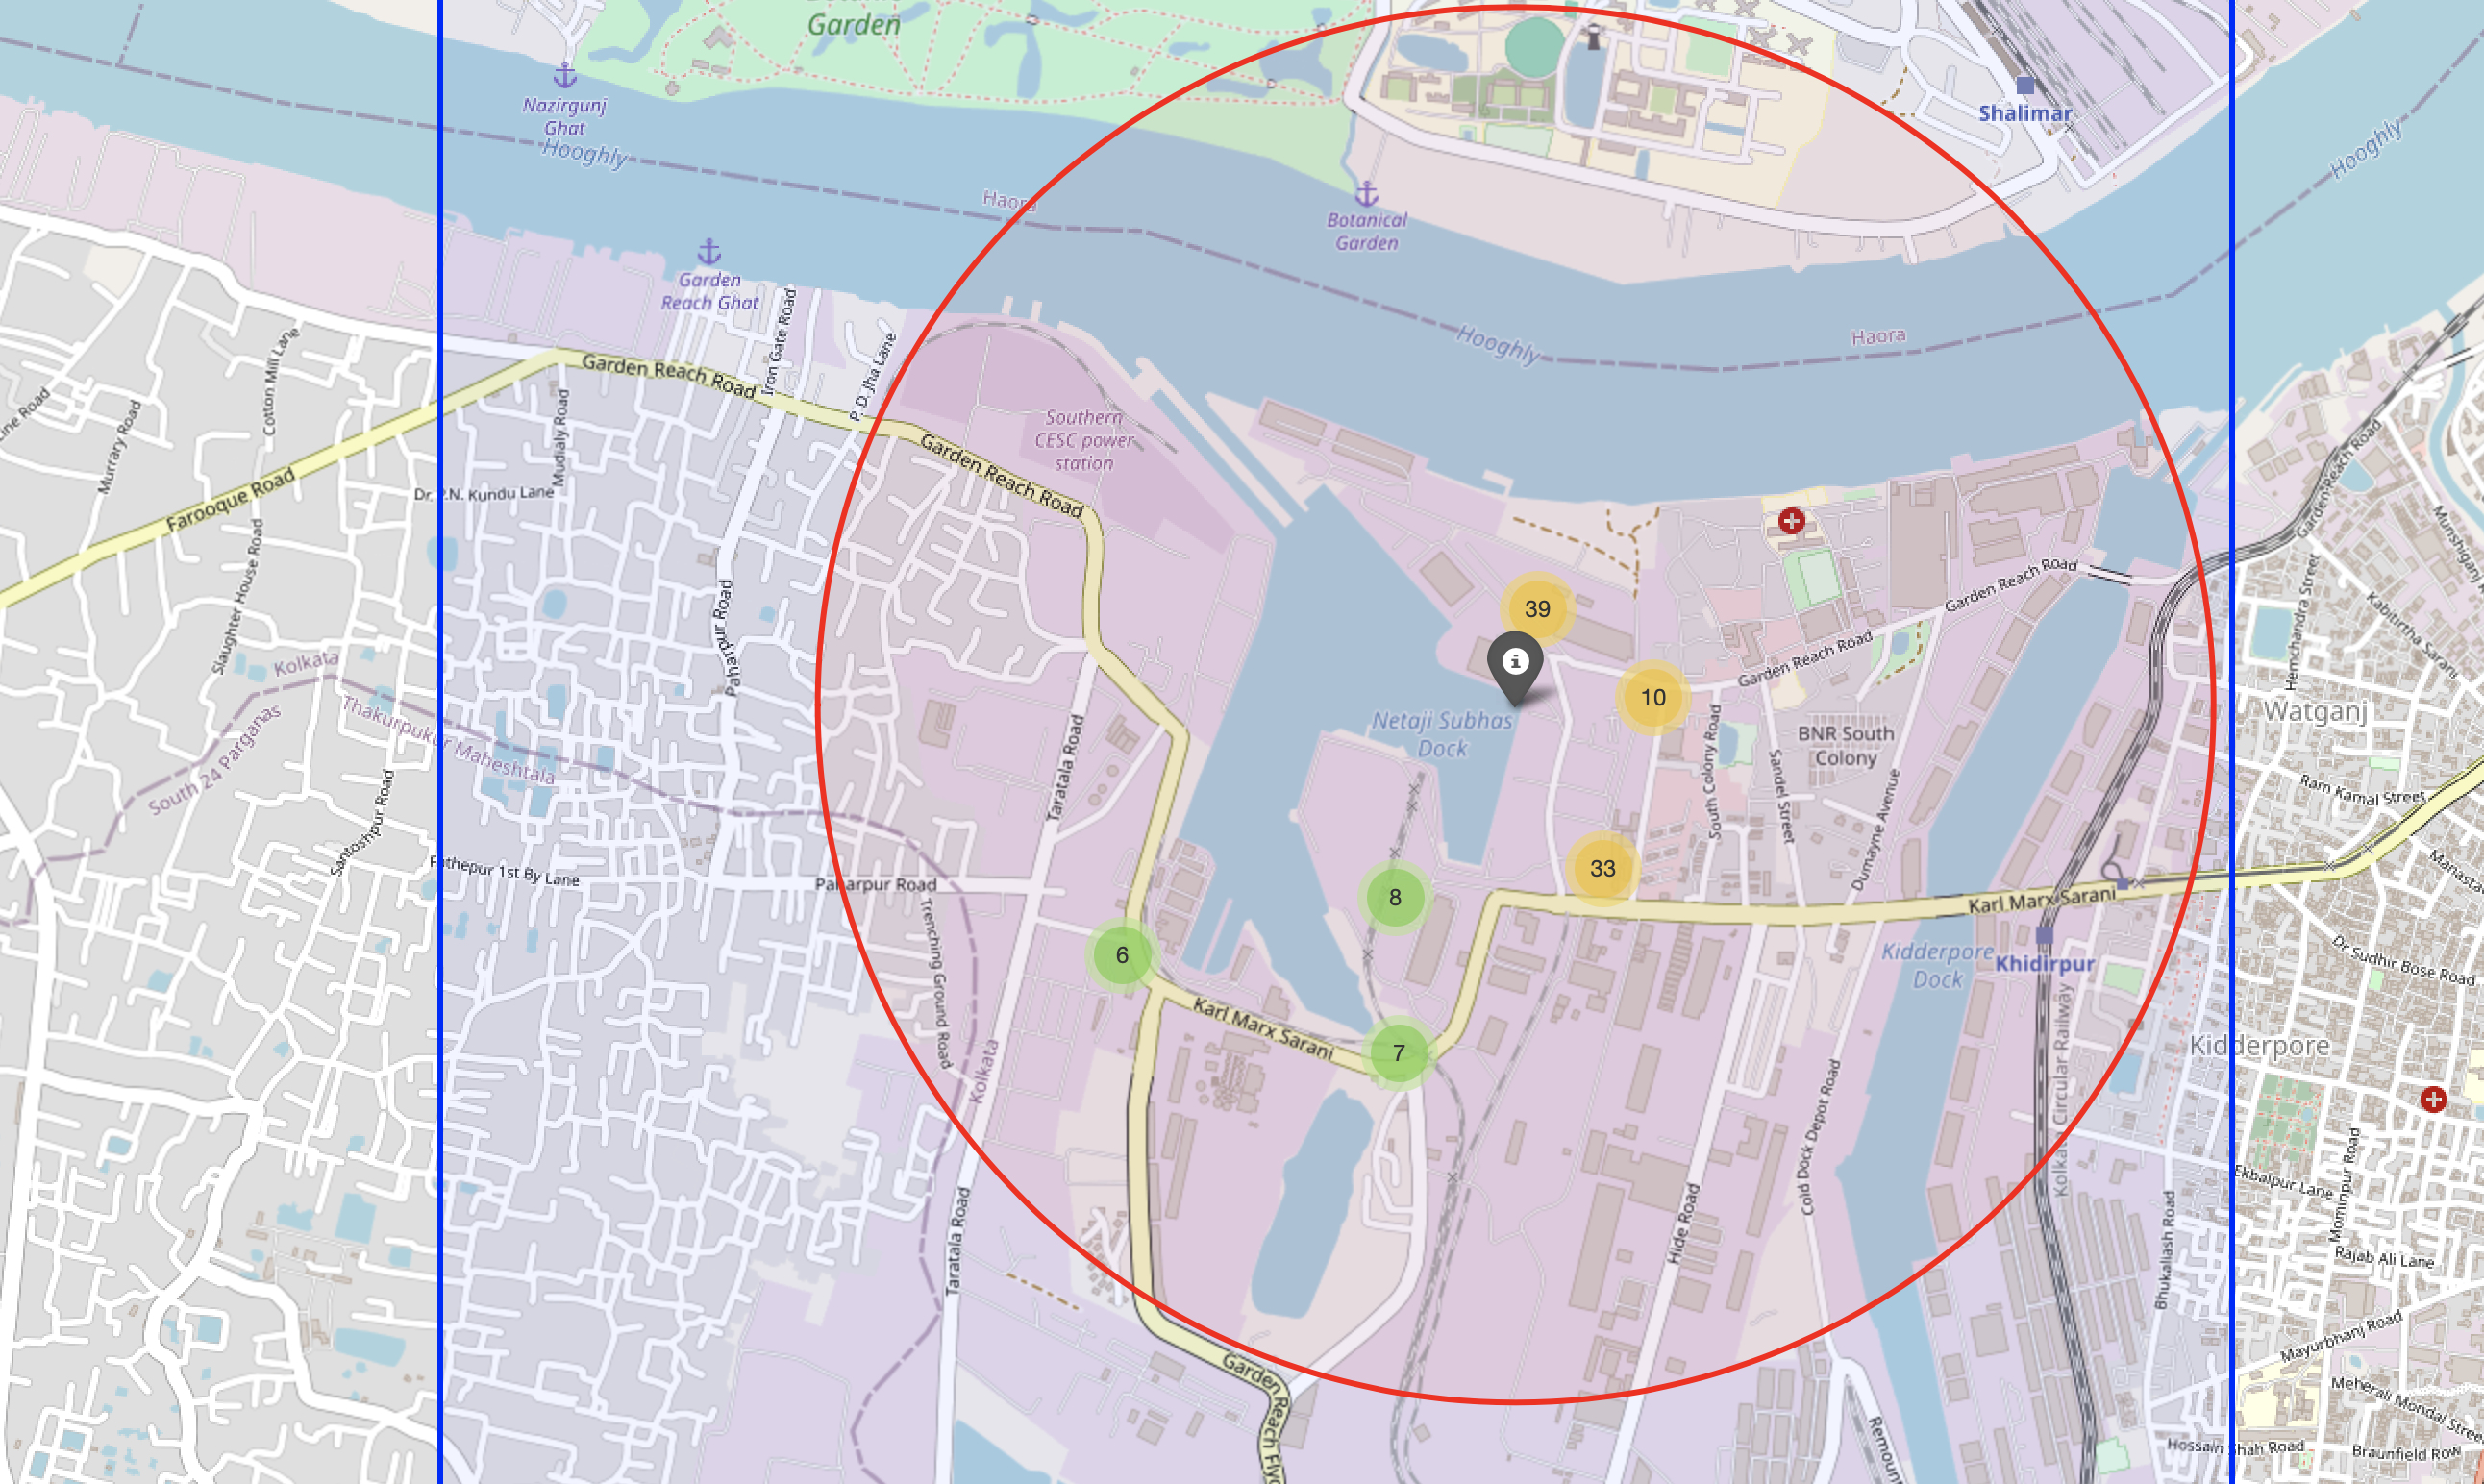 Botanic
Garden
Nazirgunj
Ghat
Hooghly
Shalimar
Hooghly
Haora
Botanical
Garden
Garden
Reach Ghat
Iron Gate Road
P. D. Jha Lane
Hooghly
Haora
Cotton Mill Lane
Line Road
Murrary Road
Garden Reach Road
Mudialy Road
Southern
CESC power
station
Garden Reach Road
Farooque Road
Dr. P.N. Kundu Lane
Slaughter House Road
Garden Reach Road
Munshiganj
Paharpur Road
39
Garden Reach Road
Hemchandra Street
Kabitirtha Sarani
Kolkata
Garden Reach Road
10
South 24 Parganas
Thakurpukur Maheshtala
Netaji Subhas
Dock
BNR South
Colony
Watganj
Taratala Road
South Colony Road
Sandel Street
Dumayne Avenue
Ram Kamal Street
Santoshpur Road
Fathepur 1st By Lane
Paharpur Road
33
8
Karl Marx Sarani
Manasta
Trenching Ground Road
6
Kidderpore
Dock
Khidirpur
Dr Sudhir Bose Road
Karl Marx Sarani
7
Kolkata
Kidderpore
Kolkata Circular Railway
Cold Dock Depot Road
Taratala Road
Hide Road
Bhukailash Road
Ekbalpur Lane
Mominpur Road
Rajab Ali Lane
Mayurbhanj Road
Garden Reach Flyo
Meherali Mondal Street
Remount
Hossain Shah Road
Braunfield Row